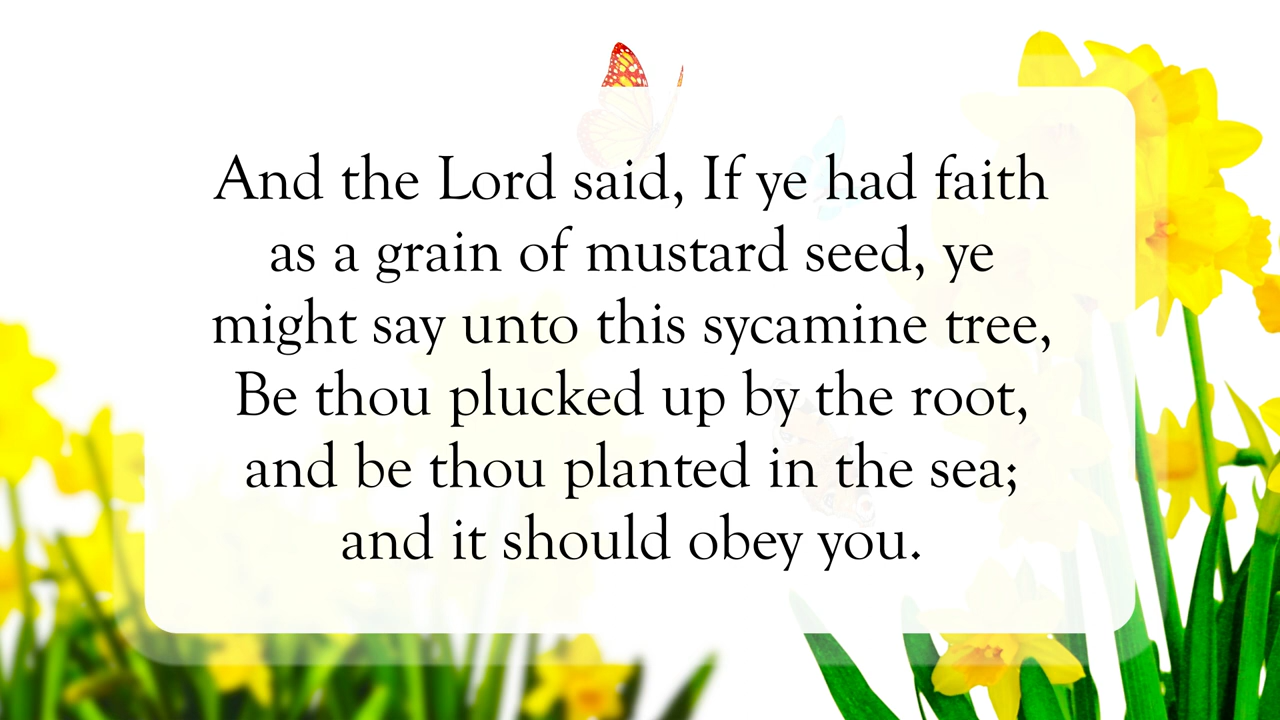 And the Lord said, If ye had faith
as a grain of mustard seed, ye
might say unto this sycamine tree,
Be thou plucked up by the root,
and be thou planted in the sea;
and it should obey you.